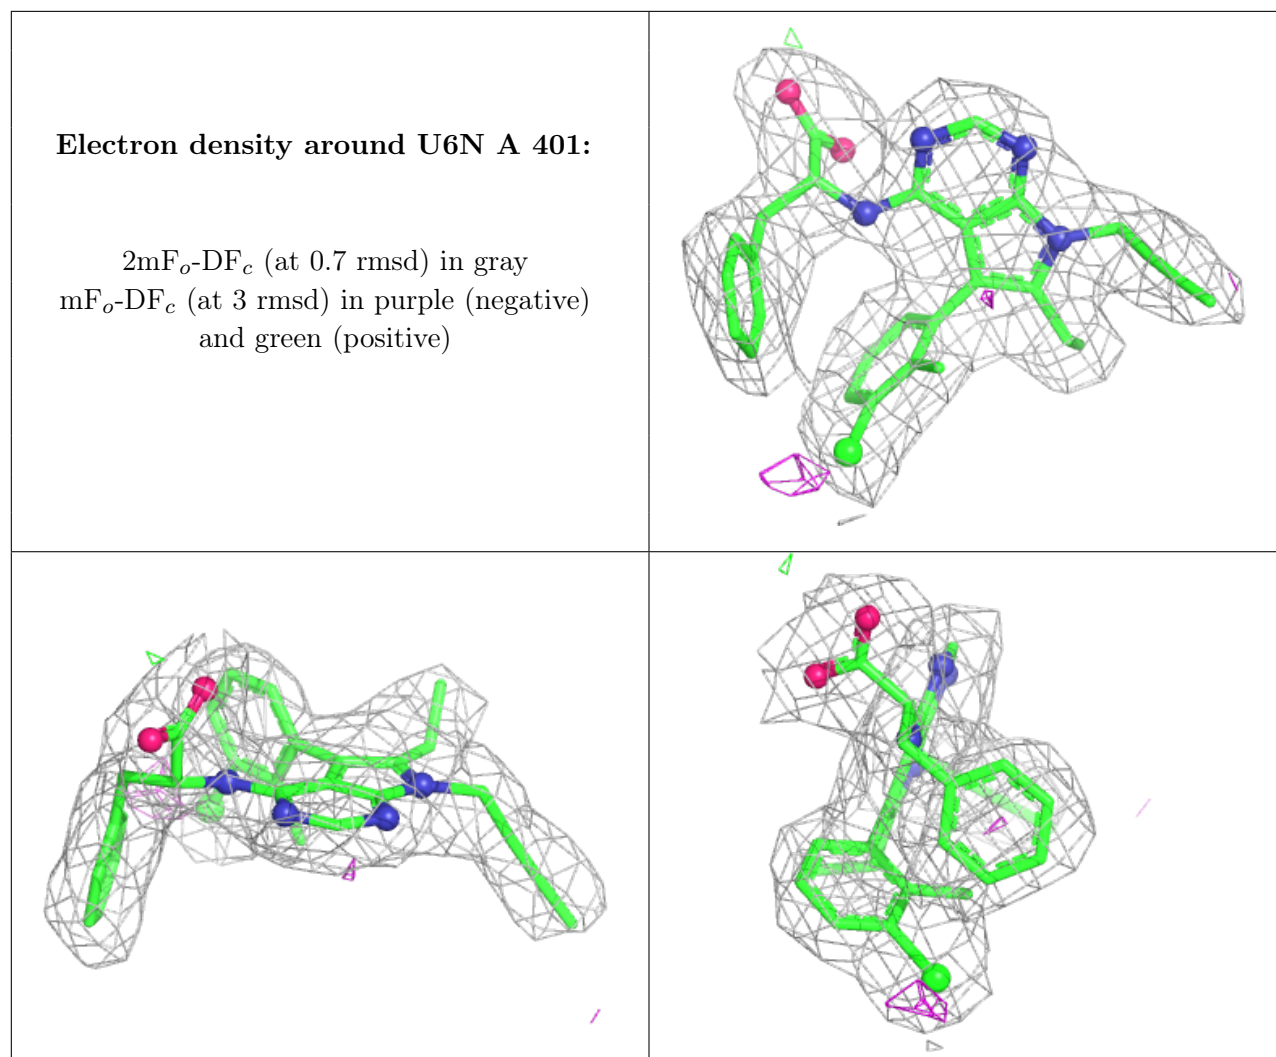 Electron density around U6N A 401:
2mFo-DFc (at 0.7 rmsd) in gray
mFo-DFc (at 3 rmsd) in purple (negative)
and green (positive)